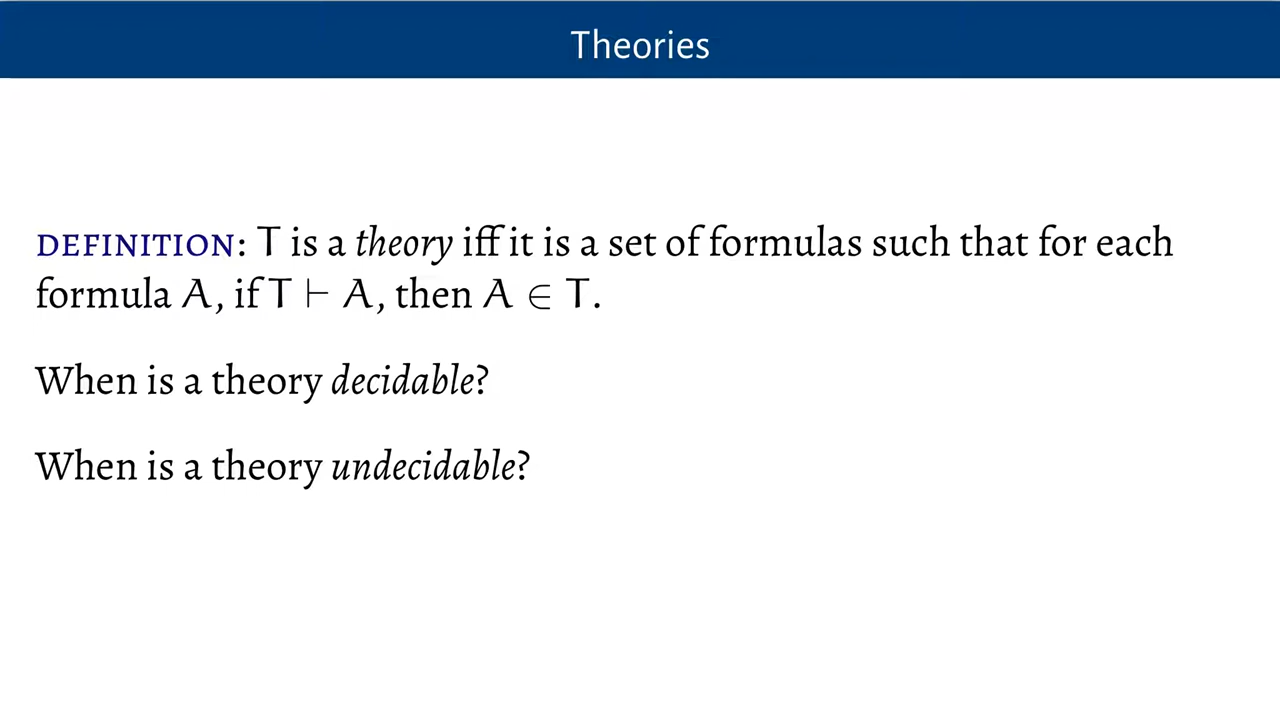 Theories
DEFINITION: T is a theory iff it is a set of formulas such that for each
formula A, if T ⊢ A, then A ∈ T.
When is a theory decidable?
When is a theory undecidable?